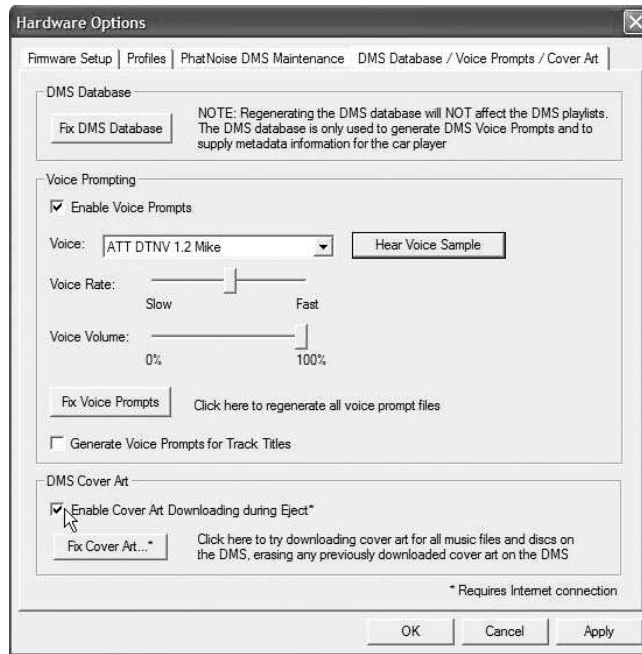 Hardware Options
Firmware Setup Profiles PhatNoise DMS Maintenance DMS Database / Voice Prompts / Cover Art
DMS Database
Fix DMS Database
NOTE: Regenerating the DMS database will NOT affect the DMS playlists.
The DMS database is only used to generate DMS Voice Prompts and to
supply metadata information for the car player
Voice Prompting
Enable Voice Prompts
Voice: ATT DTNV 1.2 Mike Hear Voice Sample
Voice Rate:
Slow Fast
Voice Volume:
0% 100%
Fix Voice Prompts Click here to regenerate all voice prompt files
Generate Voice Prompts for Track Titles
DMS Cover Art
Enable Cover Art Downloading during Eject*
Fix Cover Art...*
Click here to try downloading cover art for all music files and discs on
the DMS, erasing any previously downloaded cover art on the DMS
* Requires Internet connection
OK Cancel Apply